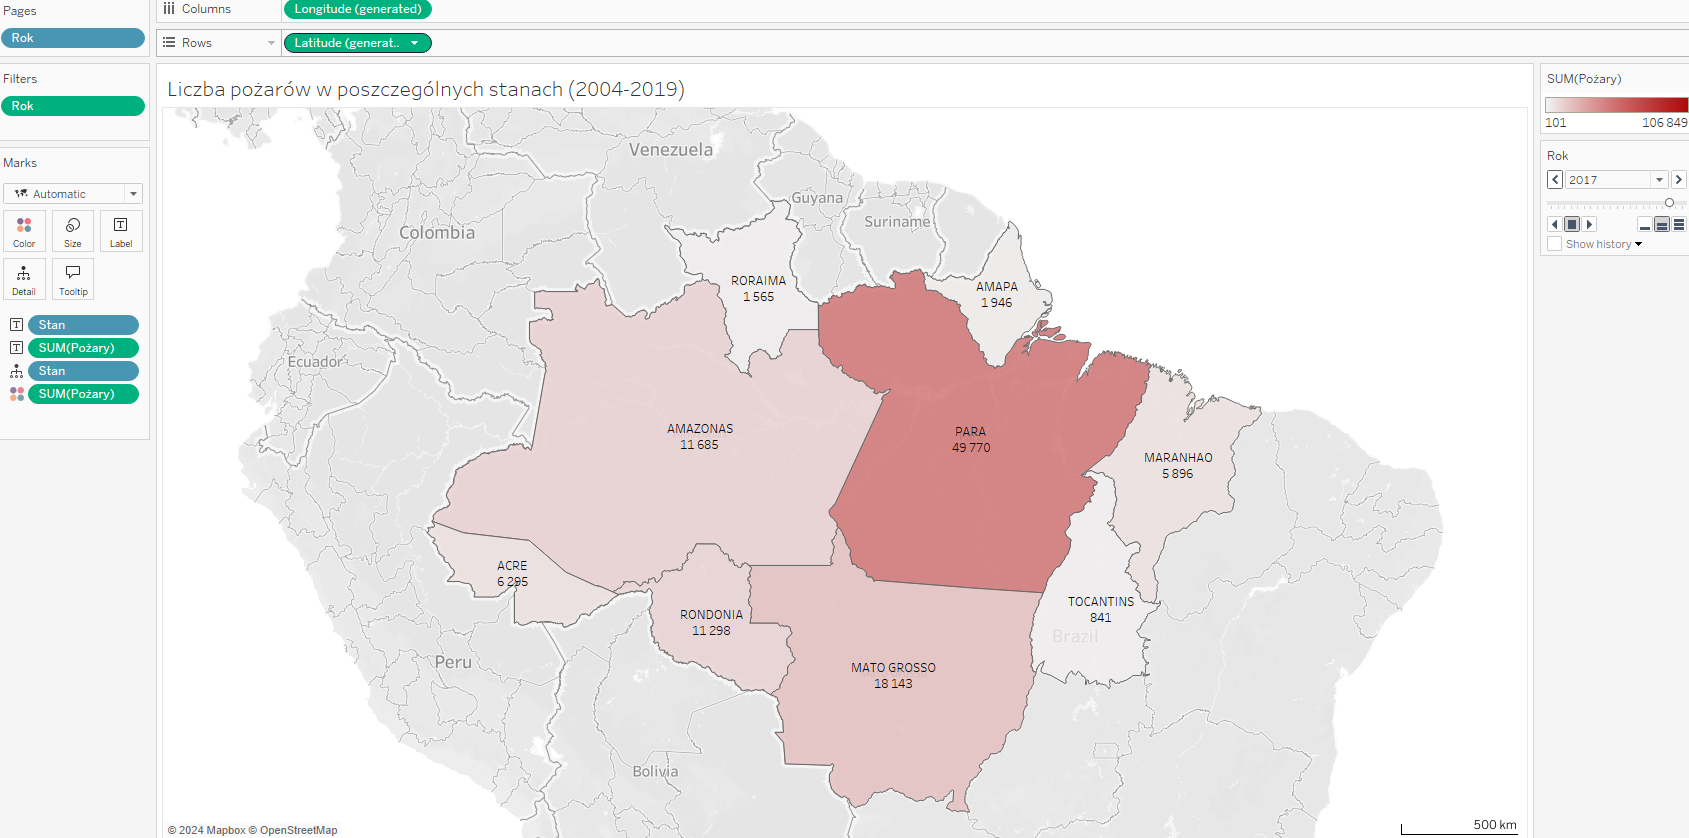 Pages
Columns
Longitude (generated)
Rok
Rows
Latitude (generat..
Filters
Rok
Marks
Automatic
Color
Size
Label
Detail
Tooltip
Stan
SUM(Pożary)
Stan
SUM(Pożary)
Liczba pożarów w poszczególnych stanach (2004-2019)
Venezuela
Guyana
Suriname
Colombia
RORAIMA
1 565
AMAPA
1 946
Ecuador
AMAZONAS
11 685
PARA
49 770
MARANHAO
5 896
ACRE
6 295
RONDONIA
11 298
TOCANTINS
841
Brazil
Peru
MATO GROSSO
18 143
Bolivia
© 2024 Mapbox © OpenStreetMap
500 km
SUM(Pożary)
101
106 849
Rok
2017
Show history